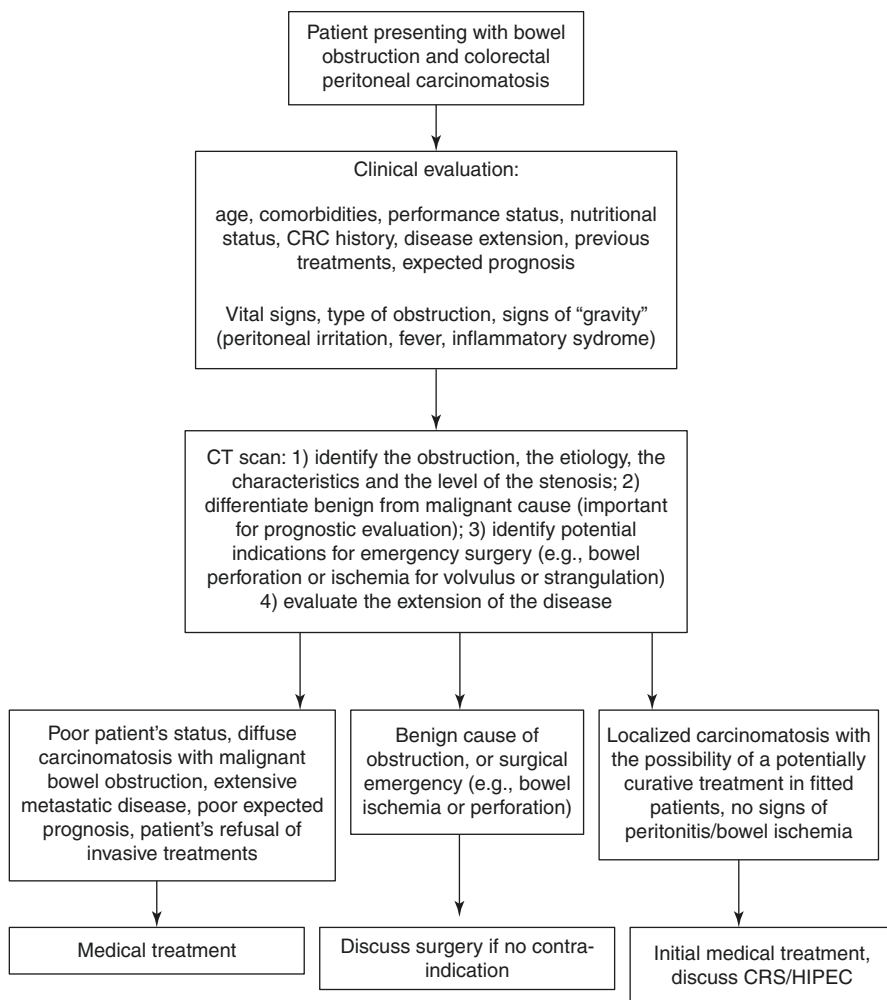 Patient presenting with bowel
obstruction and colorectal
peritoneal carcinomatosis
Clinical evaluation:
age, comorbidities, performance status, nutritional
status, CRC history, disease extension, previous
treatments, expected prognosis
Vital signs, type of obstruction, signs of “gravity”
(peritoneal irritation, fever, inflammatory sydrome)
CT scan: 1) identify the obstruction, the etiology, the
characteristics and the level of the stenosis; 2)
differentiate benign from malignant cause (important
for prognostic evaluation); 3) identify potential
indications for emergency surgery (e.g., bowel
perforation or ischemia for volvulus or strangulation)
4) evaluate the extension of the disease
Poor patient’s status, diffuse
carcinomatosis with malignant
bowel obstruction, extensive
metastatic disease, poor expected
prognosis, patient’s refusal of
invasive treatments
Benign cause of
obstruction, or surgical
emergency (e.g., bowel
ischemia or perforation)
Localized carcinomatosis with
the possibility of a potentially
curative treatment in fitted
patients, no signs of
peritonitis/bowel ischemia
Medical treatment
Discuss surgery if no contra-
indication
Initial medical treatment,
discuss CRS/HIPEC